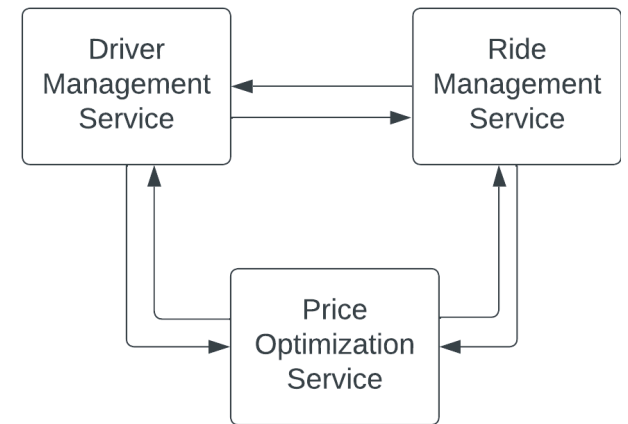 Driver
Management
Service
Ride
Management
Service
Price
Optimization
Service